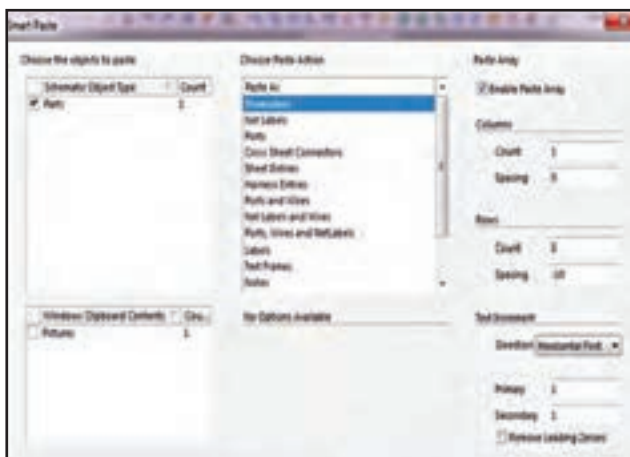 Smart Paste
Choose the objects to paste
Schematic Object Type Count
Parts
Windows Clipboard Contents Cou...
Pictures 1
Choose Paste Action
Paste As
Themselves
Net Labels
Ports
Cross Sheet Connectors
Sheet Entries
Harness Entries
Ports and Wires
Net Labels and Wires
Ports, Wires and NetLabels
Labels
Text Frames
Notes
No Options Available
Paste Array
Enable Paste Array
Columns
Count 1
Spacing 0
Rows
Count
Spacing -10
Text Increment
Direction Horizontal First
Primary 1
Secondary 1
Remove Leading Zeroes